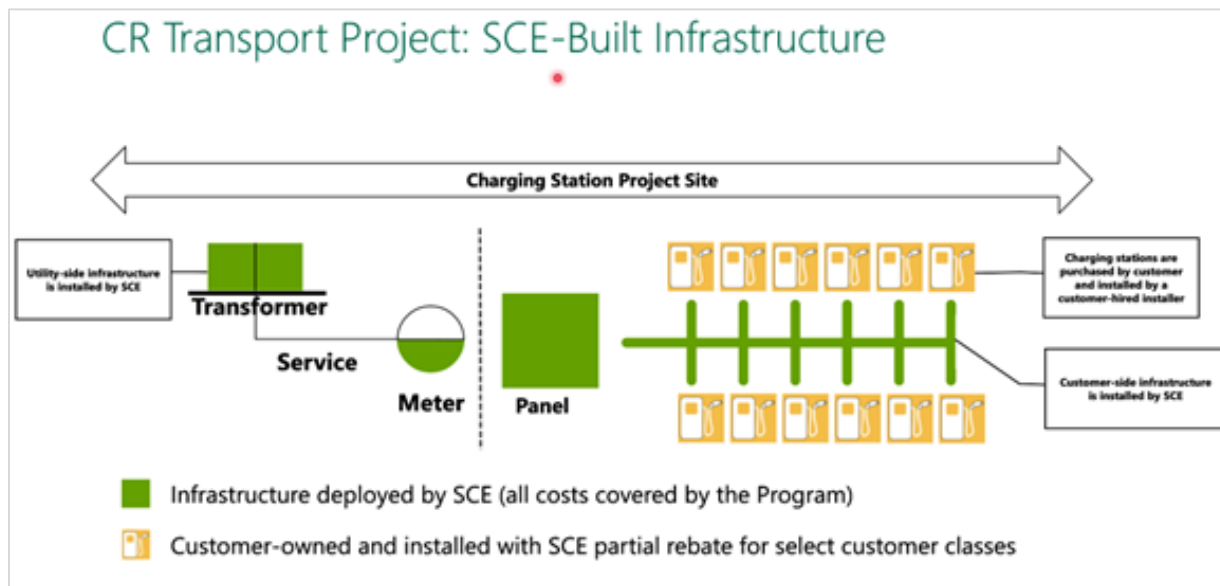 CR Transport Project: SCE-Built Infrastructure
Charging Station Project Site
Utility-side infrastructure
is installed by SCE
Transformer
Service
Meter
Panel
Charging stations are
purchased by customer
and installed by a
customer-hired installer
Customer-side infrastructure
is installed by SCE
Infrastructure deployed by SCE (all costs covered by the Program)
Customer-owned and installed with SCE partial rebate for select customer classes